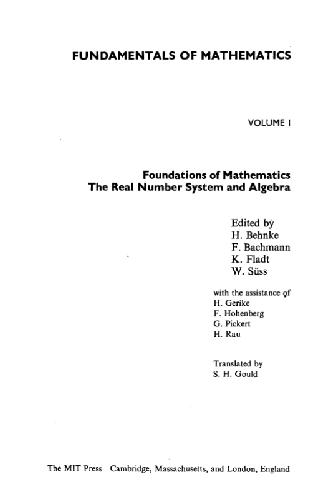 FUNDAMENTALS OF MATHEMATICS
VOLUME I
Foundations of Mathematics
The Real Number System and Algebra
Edited by
H. Behnke
F. Bachmann
K. Fladt
W. Süss
with the assistance of
H. Gerike
F. Hohenberg
G. Pickert
H. Rau
Translated by
S. H. Gould
The MIT Press Cambridge, Massachusetts, and London, England